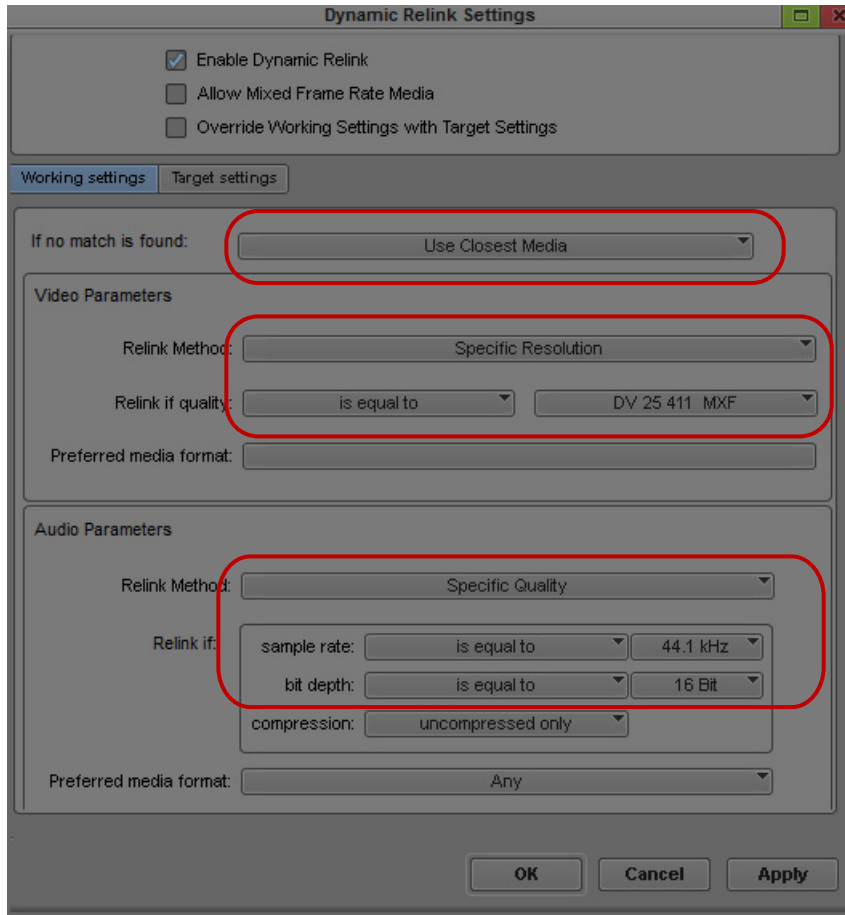 Dynamic Relink Settings
Enable Dynamic Relink
Allow Mixed Frame Rate Media
Override Working Settings with Target Settings
Working settings Target settings
If no match is found: Use Closest Media
Video Parameters
Relink Method: Specific Resolution
Relink if quality: is equal to DV 25 411 MXF
Preferred media format:
Audio Parameters
Relink Method: Specific Quality
Relink if: sample rate: is equal to 44.1 kHz
bit depth: is equal to 16 Bit
compression: uncompressed only
Preferred media format: Any
OK Cancel Apply